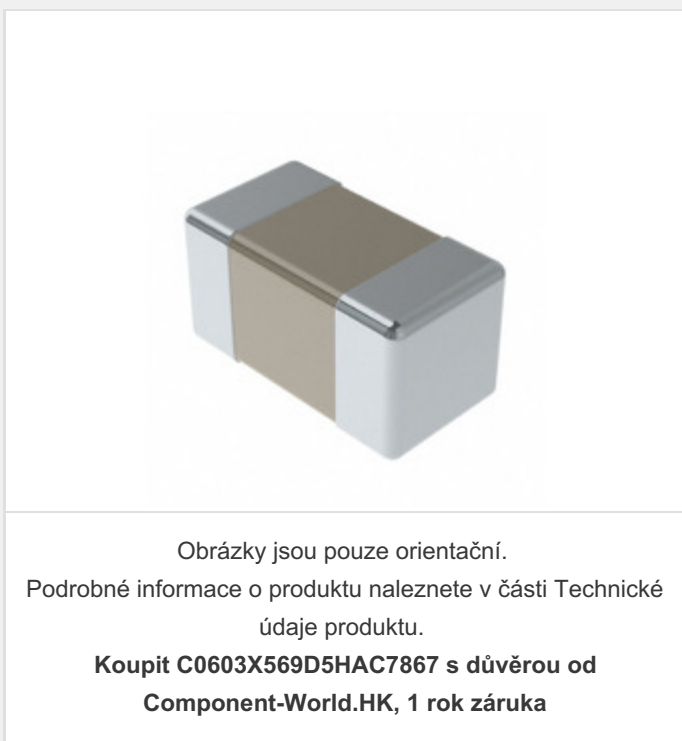 Obrázky jsou pouze orientační.
Podrobné informace o produktu naleznete v části Technické
údaje produktu.
Koupit C0603X569D5HAC7867 s důvěrou od
Component-World.HK, 1 rok záruka